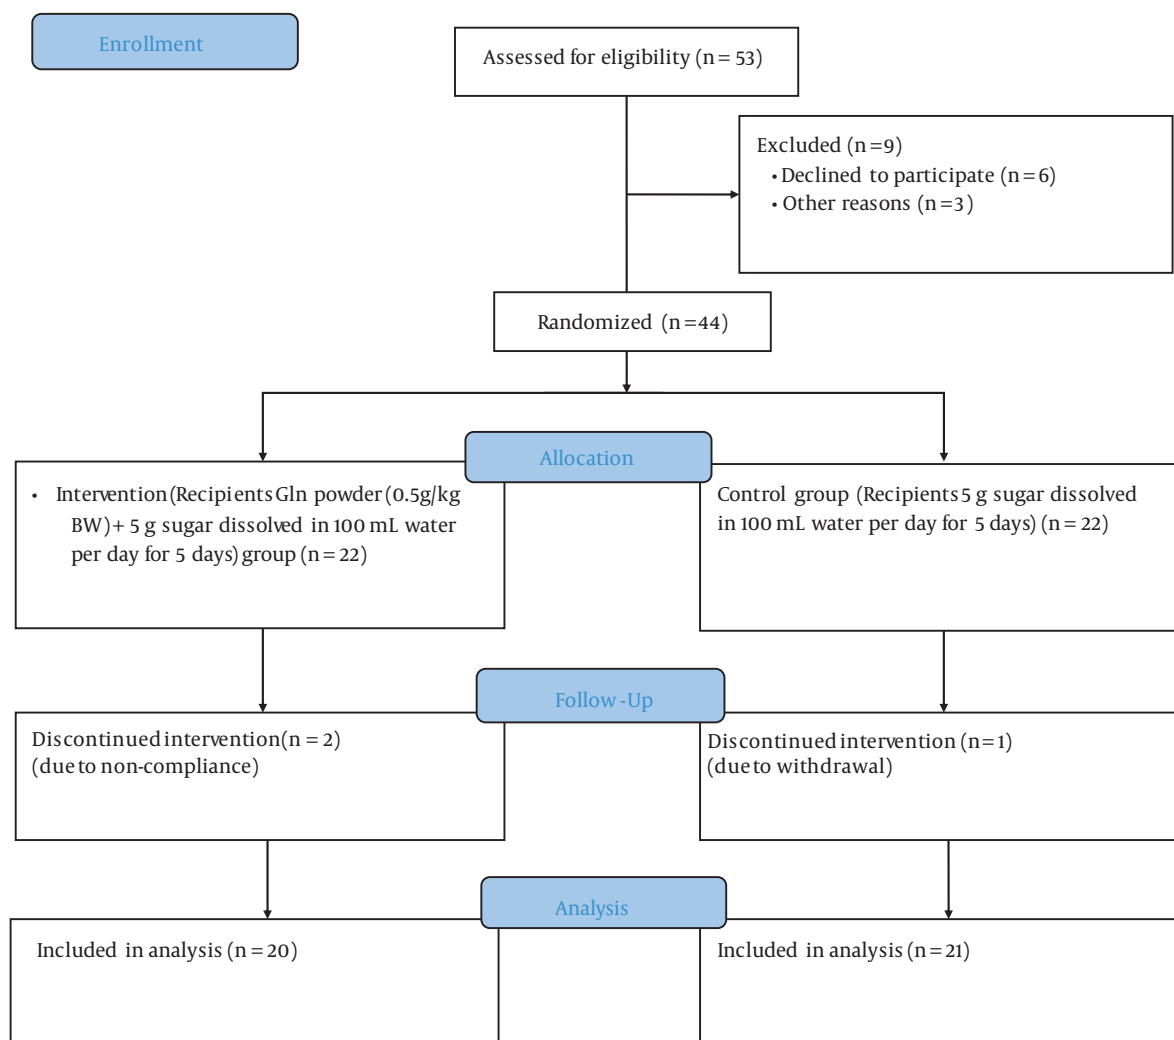 Enrollment
Assessed for eligibility (n = 53)
Excluded (n = 9)
• Declined to participate (n = 6)
• Other reasons (n = 3)
Randomized (n = 44)
Allocation
• Intervention (Recipients Gln powder (0.5g/kg
BW) + 5 g sugar dissolved in 100 mL water
per day for 5 days) group (n = 22)
Control group (Recipients 5 g sugar dissolved
in 100 mL water per day for 5 days) (n = 22)
Follow -Up
Discontinued intervention (n = 2)
(due to non-compliance)
Discontinued intervention (n = 1)
(due to withdrawal)
Analysis
Included in analysis (n = 20)
Included in analysis (n = 21)